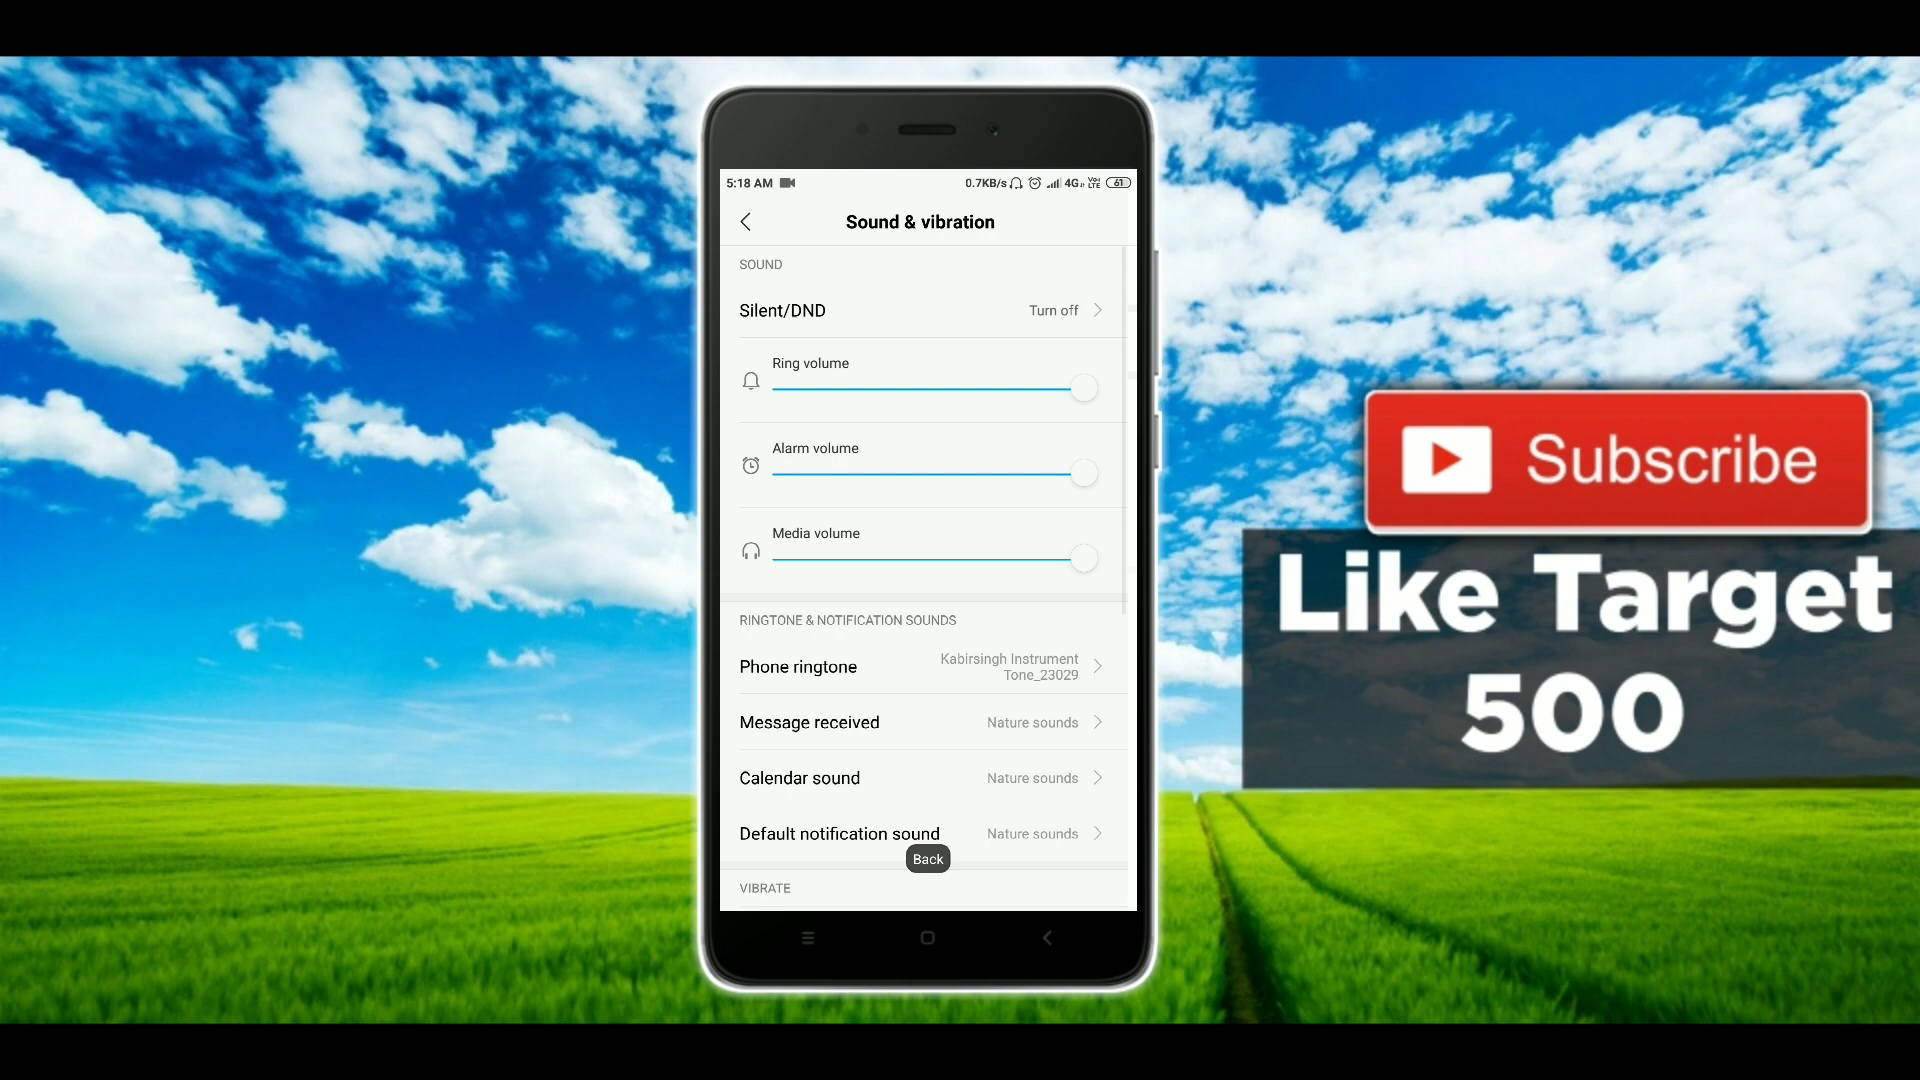 5:18 AM
0.7KB/s 4G VoLTE 61
Sound & vibration
SOUND
Silent/DND
Turn off
Ring volume
Alarm volume
Media volume
RINGTONE & NOTIFICATION SOUNDS
Phone ringtone
Kabirsingh Instrument
Tone_23029
Message received
Nature sounds
Calendar sound
Nature sounds
Default notification sound
Nature sounds
Back
VIBRATE
Subscribe
Like Target
500